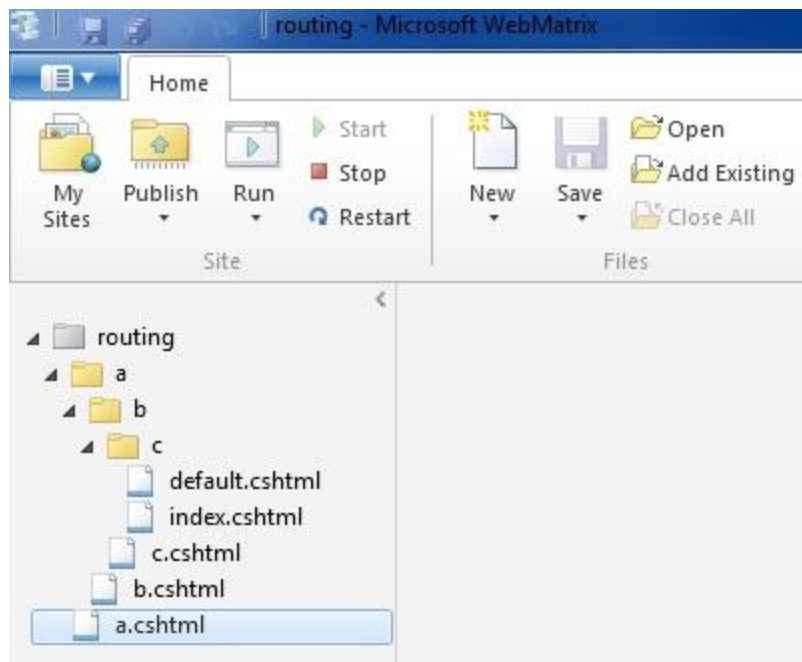 routing - Microsoft WebMatrix
Home
My Sites
Publish
Run
Start
Stop
Restart
Site
New
Save
Open
Add Existing
Close All
Files
routing
a
b
c
default.cshtml
index.cshtml
c.cshtml
b.cshtml
a.cshtml